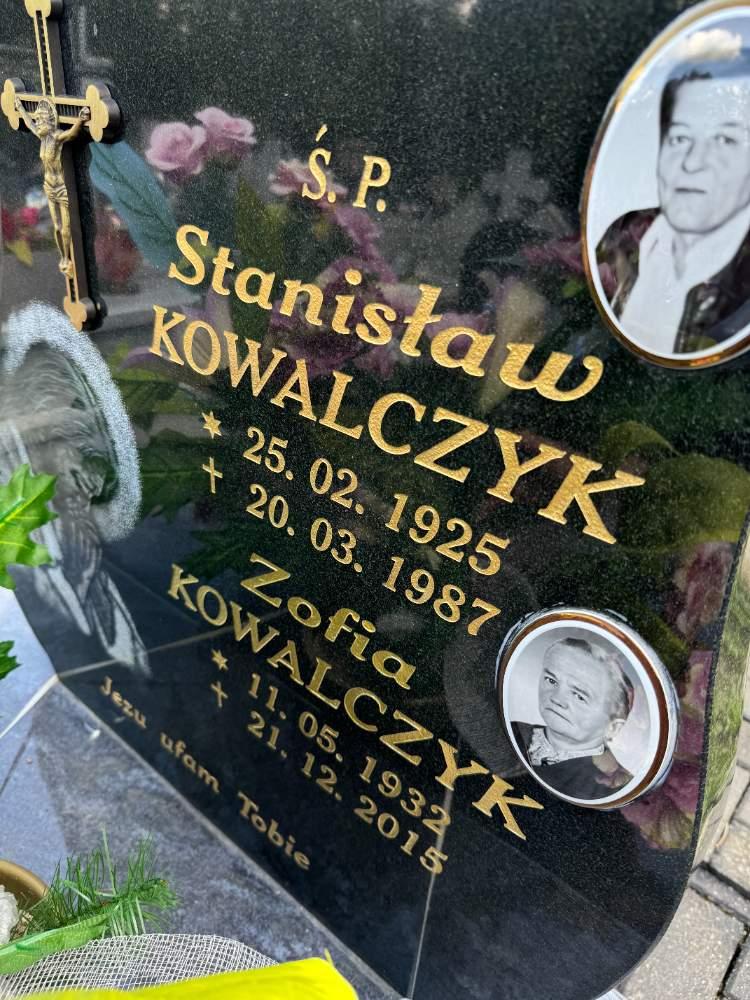 Ś. P.
Stanisław
KOWALCZYK
* 25. 02. 1925
† 20. 03. 1987
Zofia
KOWALCZYK
* 11. 05. 1932
† 21. 12. 2015
Jezu ufam Tobie